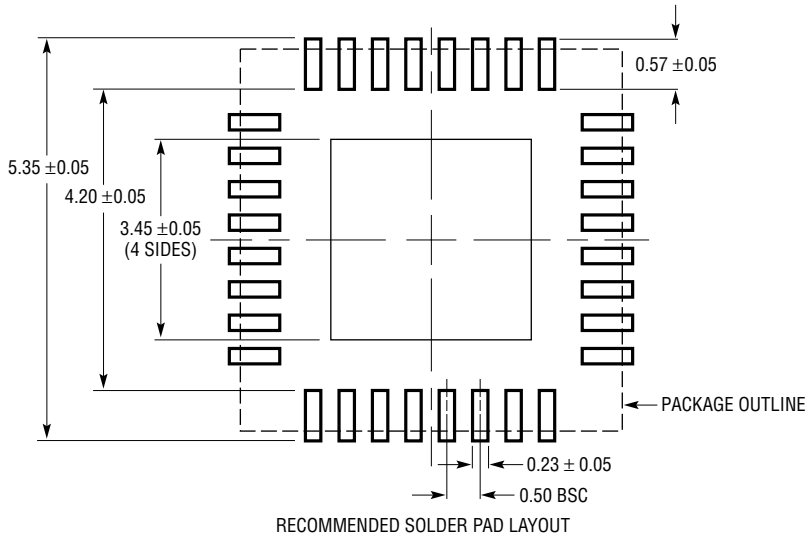 0.57 ±0.05
5.35 ±0.05
4.20 ±0.05
3.45 ±0.05
(4 SIDES)
PACKAGE OUTLINE
0.23 ± 0.05
0.50 BSC
RECOMMENDED SOLDER PAD LAYOUT